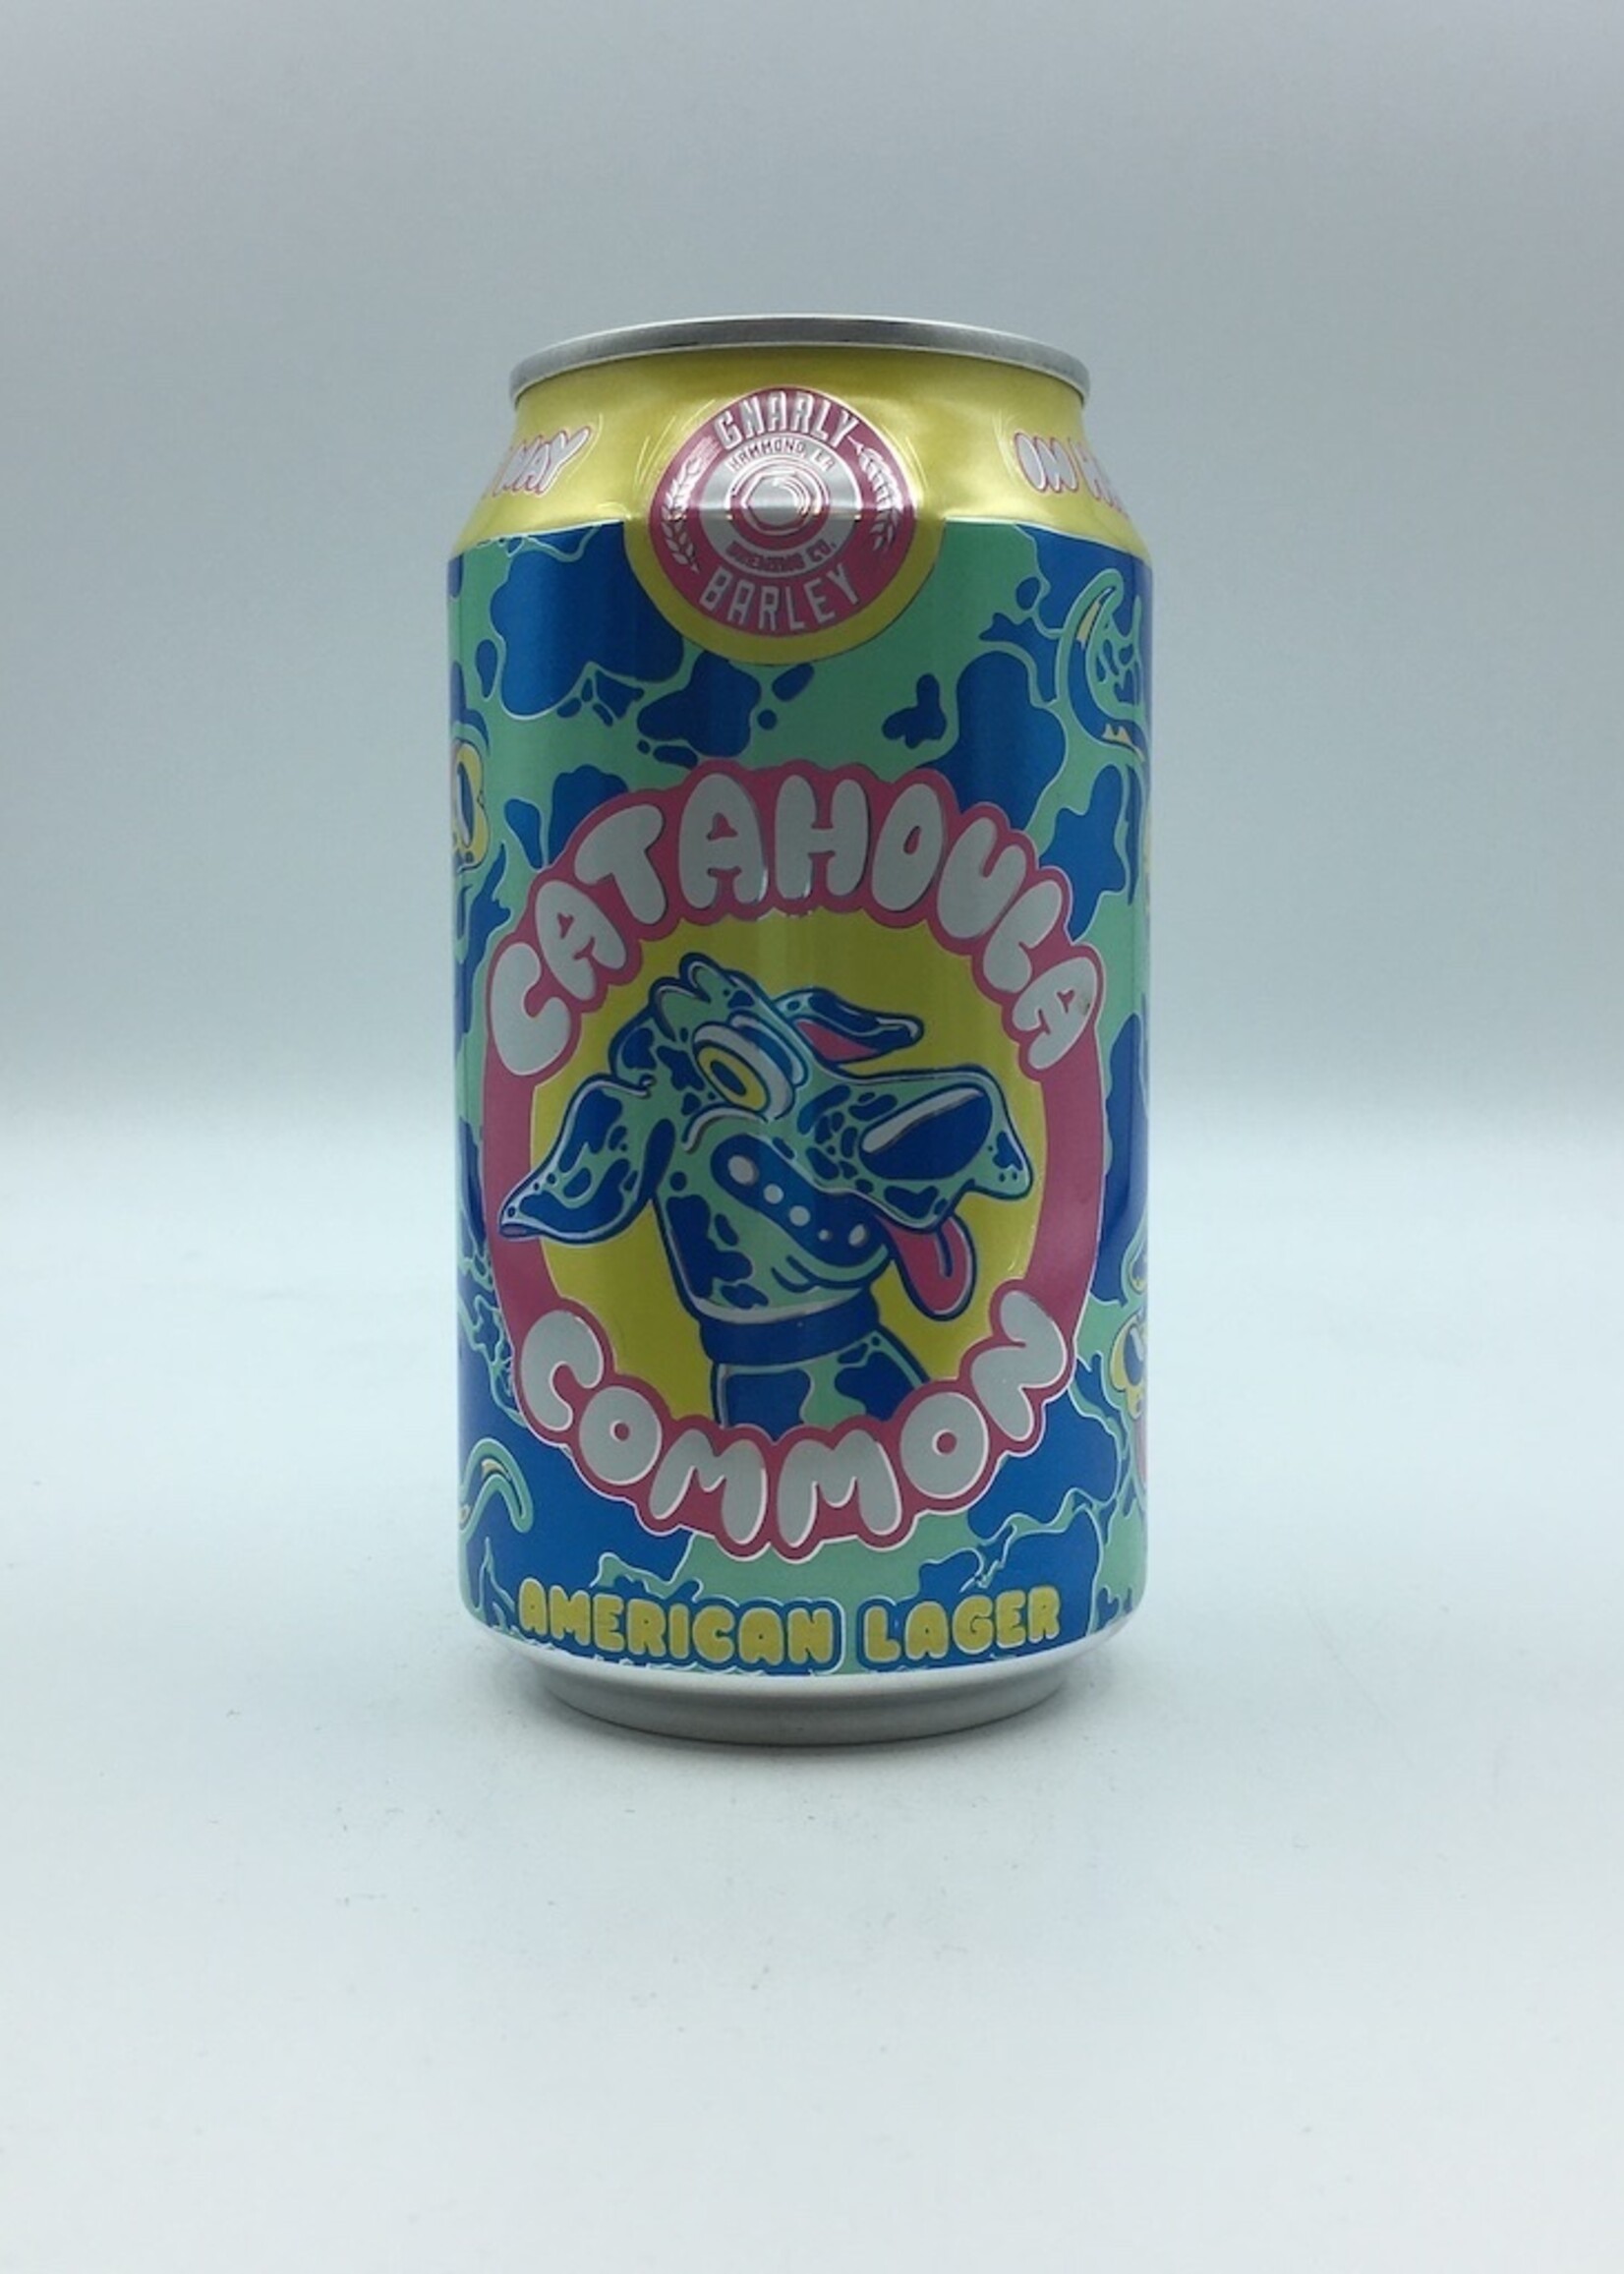 GNARLY
HAMMOND, LA
BREWING CO.
BARLEY
CATAHOULA
COMMON
AMERICAN LAGER